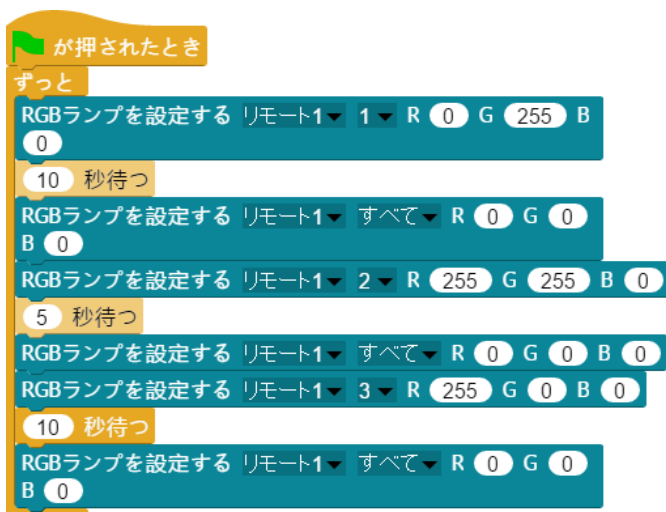 が押されたとき
ずっと
RGBランプを設定する リモート1 1 R 0 G 255 B
0
10 秒待つ
RGBランプを設定する リモート1 すべて R 0 G 0
B 0
RGBランプを設定する リモート1 2 R 255 G 255 B 0
5 秒待つ
RGBランプを設定する リモート1 すべて R 0 G 0 B 0
RGBランプを設定する リモート1 3 R 255 G 0 B 0
10 秒待つ
RGBランプを設定する リモート1 すべて R 0 G 0
B 0